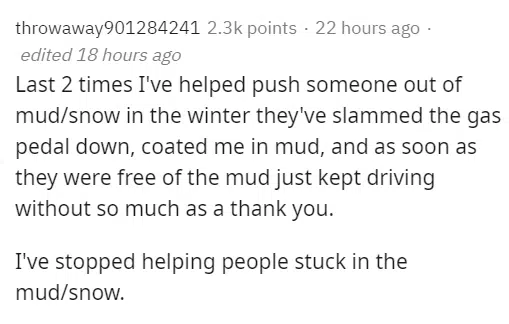 throwaway901284241 2.3k points · 22 hours ago ·
edited 18 hours ago
Last 2 times I've helped push someone out of
mud/snow in the winter they've slammed the gas
pedal down, coated me in mud, and as soon as
they were free of the mud just kept driving
without so much as a thank you.
I've stopped helping people stuck in the
mud/snow.